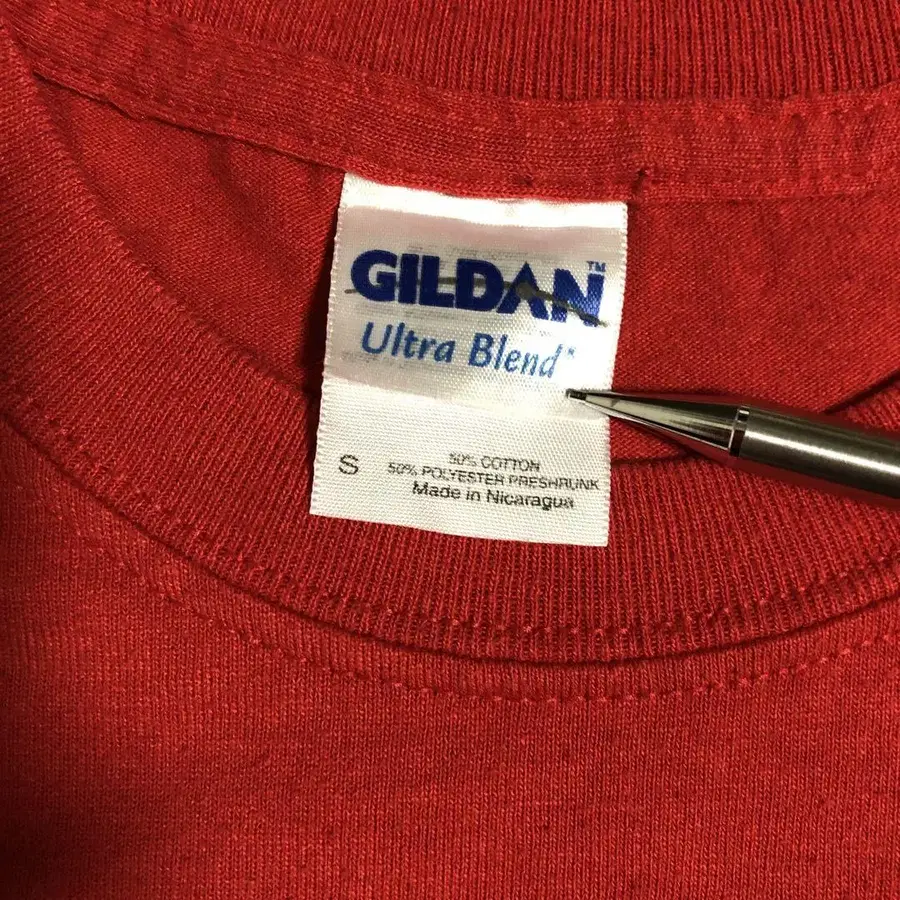 GILDAN™
Ultra Blend*
S
50% COTTON
50% POLYESTER PRESHRUNK
Made in Nicaragua